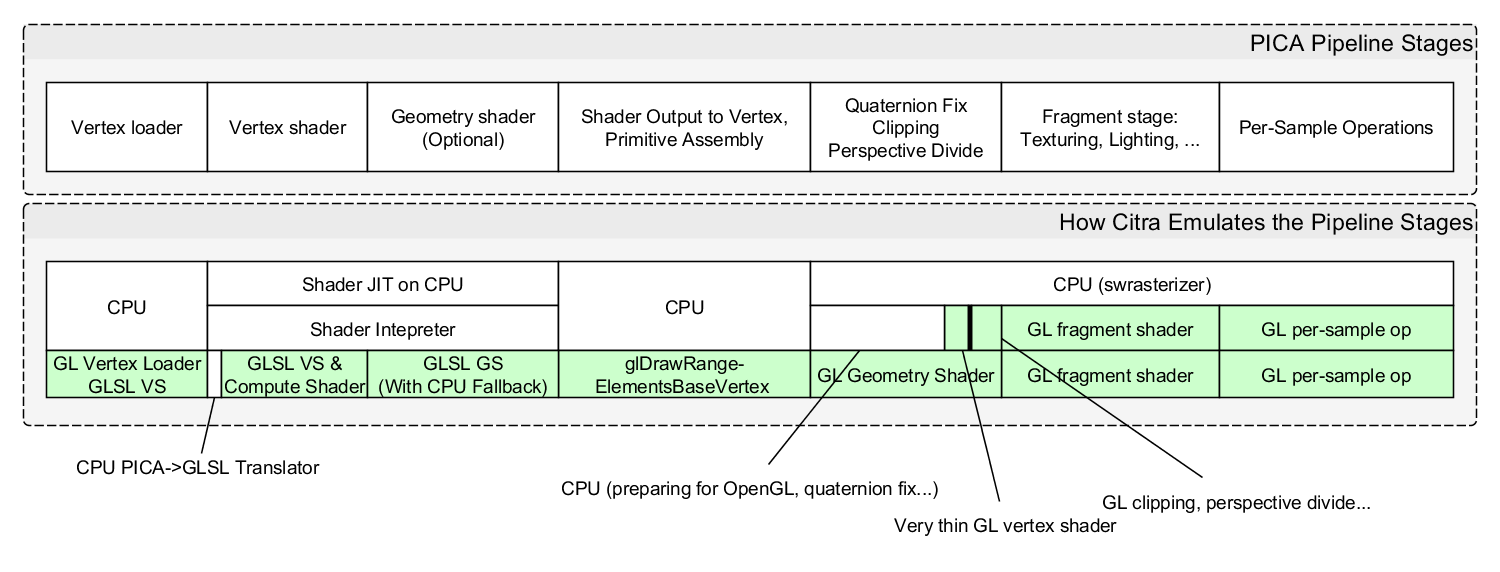 PICA Pipeline Stages
Vertex loader
Vertex shader
Geometry shader
(Optional)
Shader Output to Vertex,
Primitive Assembly
Quaternion Fix
Clipping
Perspective Divide
Fragment stage:
Texturing, Lighting, ...
Per-Sample Operations
How Citra Emulates the Pipeline Stages
CPU
Shader JIT on CPU
Shader Intepreter
CPU
CPU (swrasterizer)
GL fragment shader
GL per-sample op
GL Vertex Loader
GLSL VS
GLSL VS &
Compute Shader
GLSL GS
(With CPU Fallback)
glDrawRange-
ElementsBaseVertex
GL Geometry Shader
GL fragment shader
GL per-sample op
CPU PICA->GLSL Translator
CPU (preparing for OpenGL, quaternion fix...)
Very thin GL vertex shader
GL clipping, perspective divide...